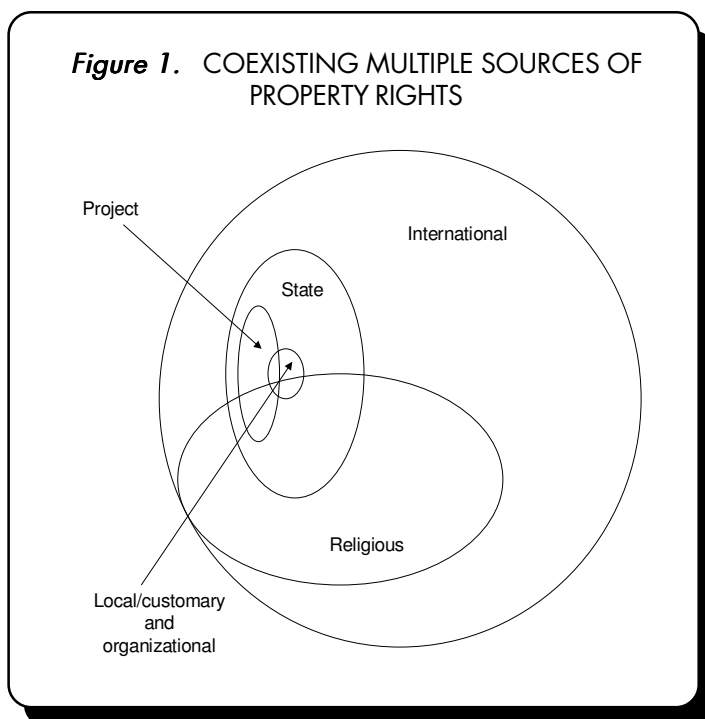 Figure 1. COEXISTING MULTIPLE SOURCES OF
PROPERTY RIGHTS
Project
International
State
Religious
Local/customary
and
organizational